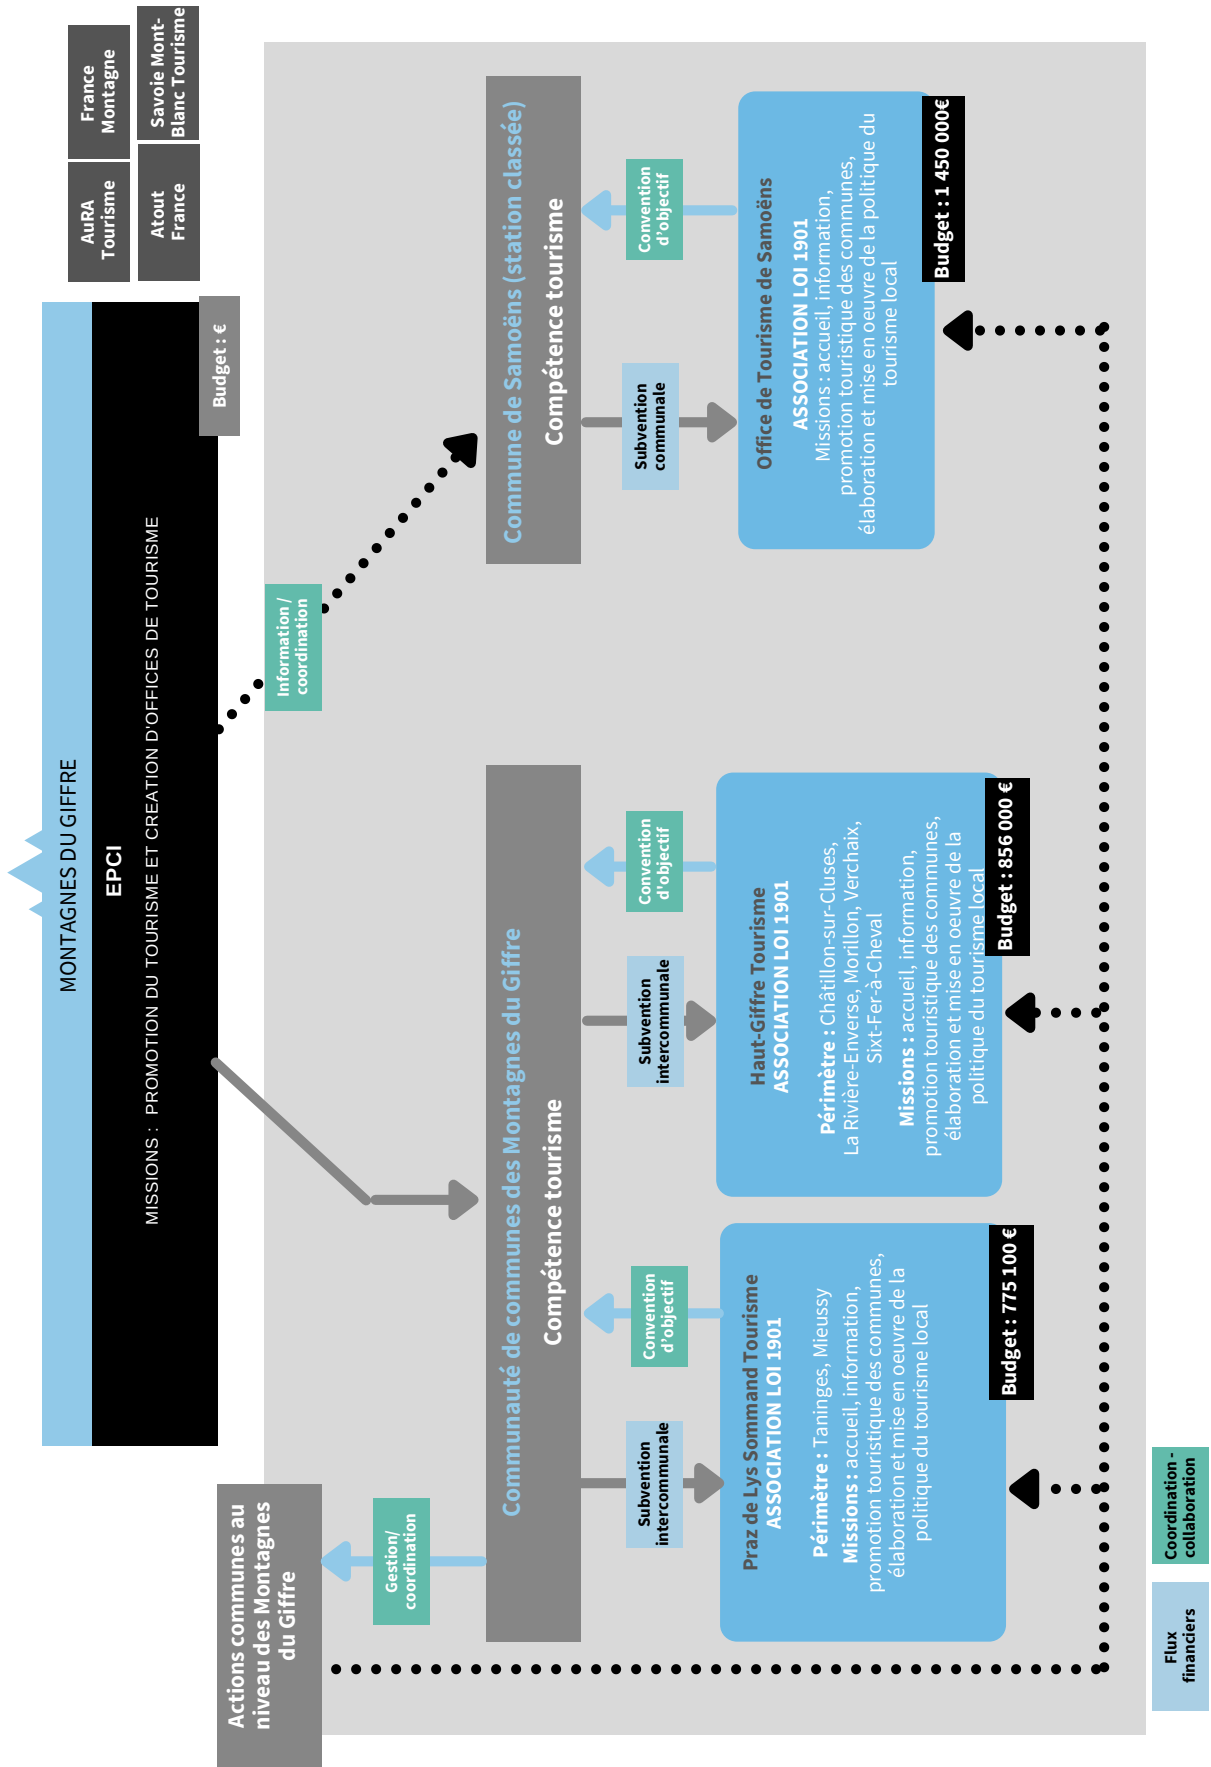 MONTAGNES DU GIFFRE
EPCI
MISSIONS : PROMOTION DU TOURISME ET CREATION D'OFFICES DE TOURISME
Budget : €
AuRA
Tourisme
France
Montagne
Atout
France
Savoie Mont-
Blanc Tourisme
Actions communes au
niveau des Montagnes
du Giffre
Gestion/
coordination
Information /
coordination
Communauté de communes des Montagnes du Giffre
Compétence tourisme
Commune de Samoëns (station classée)
Compétence tourisme
Subvention
intercommunale
Convention
d'objectif
Subvention
intercommunale
Convention
d'objectif
Subvention
communale
Convention
d'objectif
Praz de Lys Sommand Tourisme
ASSOCIATION LOI 1901
Périmètre : Taninges, Mieussy
Missions : accueil, information,
promotion touristique des communes,
élaboration et mise en oeuvre de la
politique du tourisme local
Budget : 775 100 €
Haut-Giffre Tourisme
ASSOCIATION LOI 1901
Périmètre : Châtillon-sur-Cluses,
La Rivière-Enverse, Morillon, Verchaix,
Sixt-Fer-à-Cheval
Missions : accueil, information,
promotion touristique des communes,
élaboration et mise en oeuvre de la
politique du tourisme local
Budget : 856 000 €
Office de Tourisme de Samoëns
ASSOCIATION LOI 1901
Missions : accueil, information,
promotion touristique des communes,
élaboration et mise en oeuvre de la politique du
tourisme local
Budget : 1 450 000€
Flux
financiers
Coordination -
collaboration